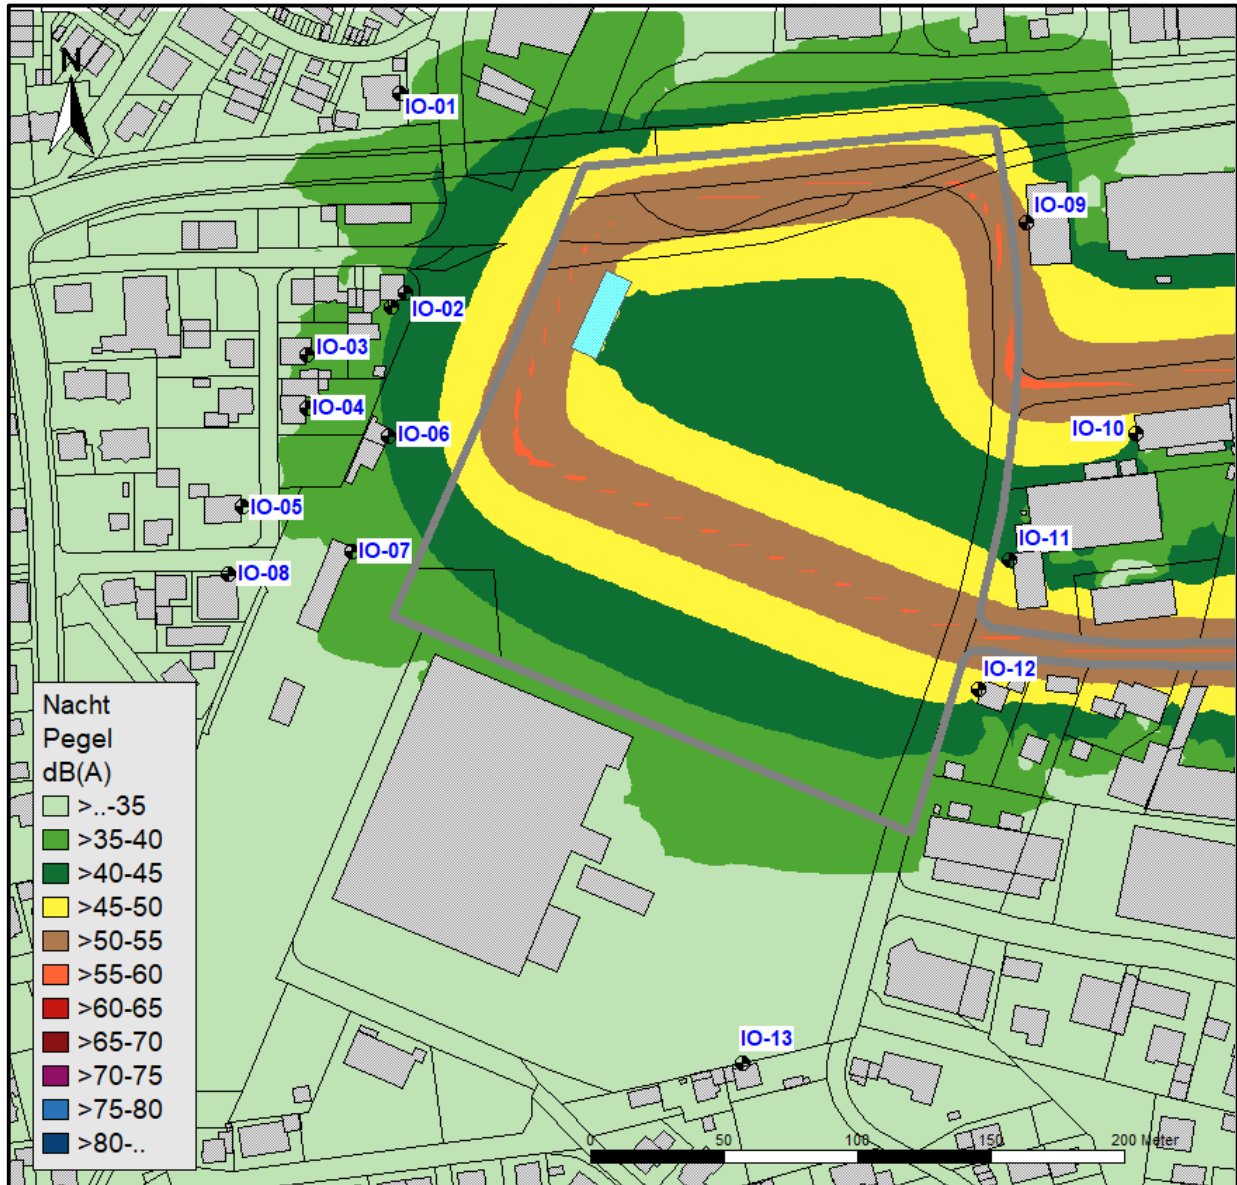 N
IO-01
IO-09
IO-02
IO-03
IO-04
IO-06
IO-10
IO-05
IO-07
IO-11
IO-08
IO-12
Nacht
Pegel
dB(A)
>..-35
>35-40
>40-45
>45-50
>50-55
>55-60
>60-65
>65-70
>70-75
>75-80
>80-..
IO-13
0 50 100 150 200 Meter